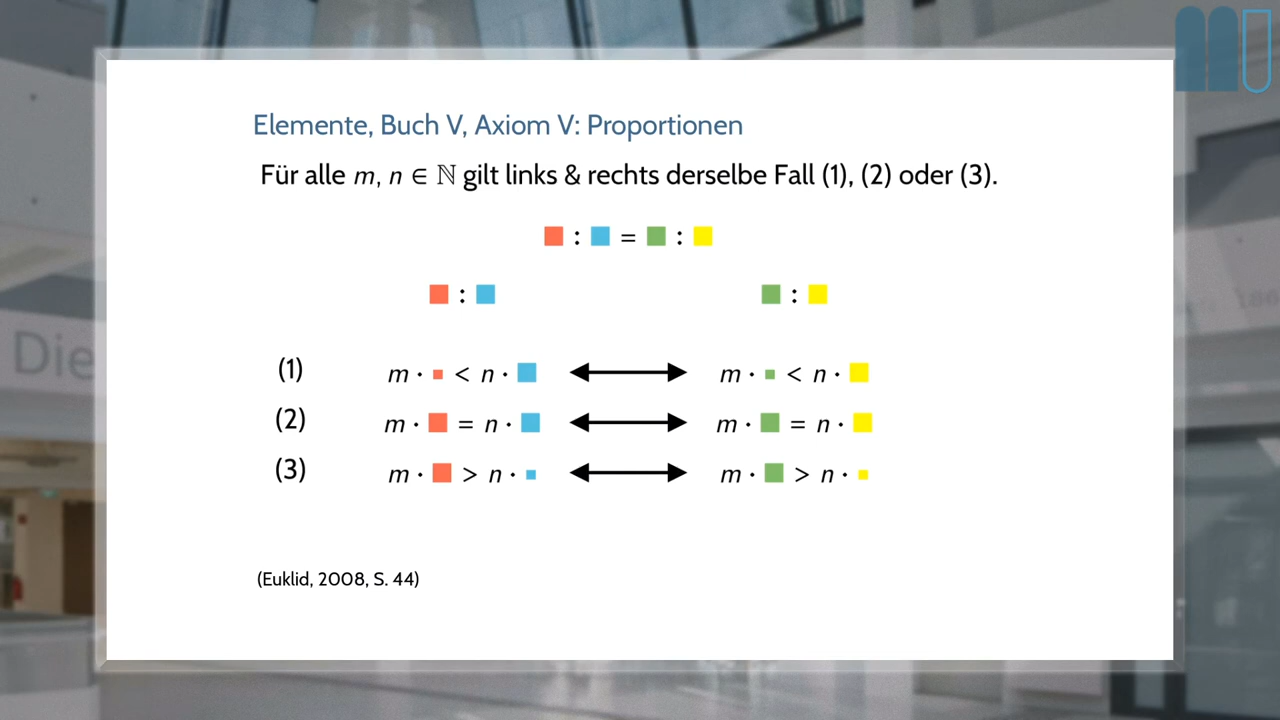 Elemente, Buch V, Axiom V: Proportionen
Für alle m, n ∈ ℕ gilt links & rechts derselbe Fall (1), (2) oder (3).
: = :
: :
(1) m · < n · m · < n ·
(2) m · = n · m · = n ·
(3) m · > n · m · > n ·
(Euklid, 2008, S. 44)
Die